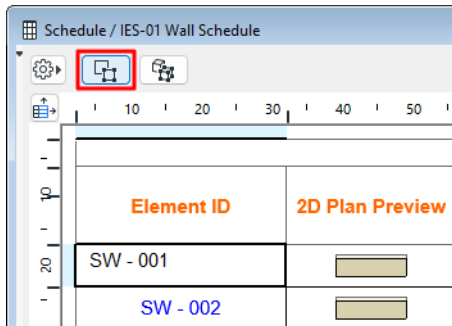 Schedule / IES-01 Wall Schedule
10 20 30 40 50
10
Element ID 2D Plan Preview
20
SW - 001
SW - 002